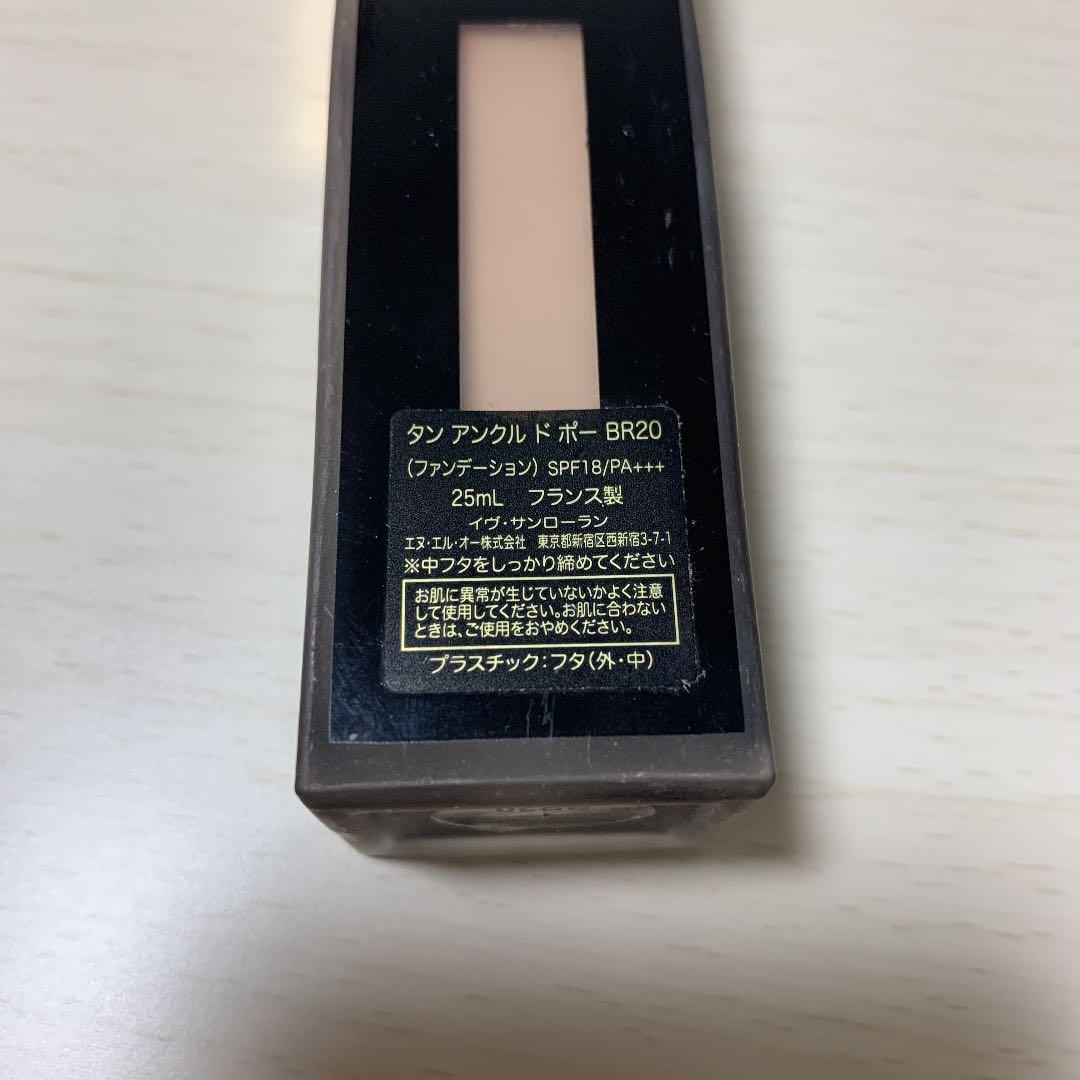 タン アンクル ド ポー BR20
(ファンデーション) SPF18/PA+++
25mL フランス製
イヴ・サンローラン
エヌ・エル・オー株式会社 東京都新宿区西新宿3-7-1
※中フタをしっかり締めてください
お肌に異常が生じていないかよく注意
して使用してください。お肌に合わない
ときは、ご使用をおやめください。
プラスチック:フタ(外・中)